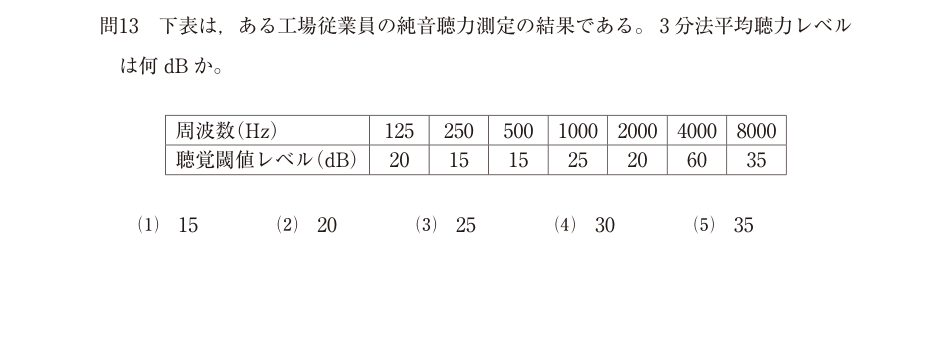 問13　下表は，ある工場従業員の純音聴力測定の結果である。３分法平均聴力レベル
は何 dB か。
周波数(Hz) 125 250 500 1000 2000 4000 8000
聴覚閾値レベル(dB) 20 15 15 25 20 60 35
(1) 15 (2) 20 (3) 25 (4) 30 (5) 35